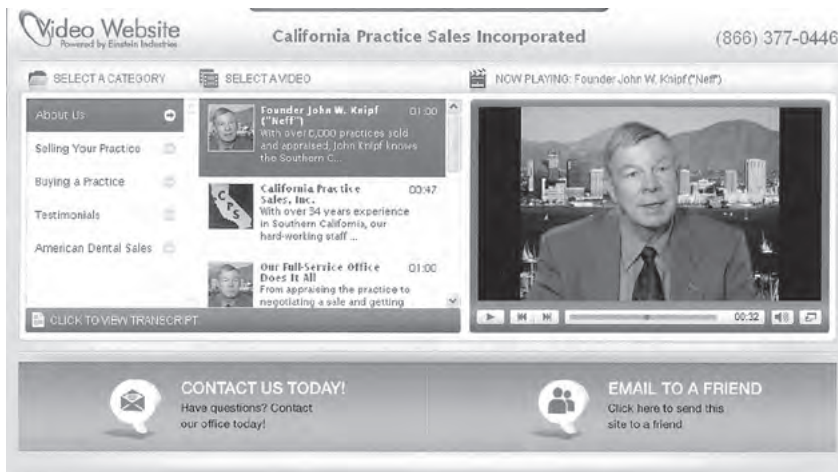 Video Website
Powered by Einstein Industries
California Practice Sales Incorporated
(866) 377-0446
SELECT A CATEGORY
SELECT A VIDEO
NOW PLAYING: Founder John W. Knipf ("Neff")
About Us
Selling Your Practice
Buying a Practice
Testimonials
American Dental Sales
Founder John W. Knipf 01:00
("Neff")
With over practices sold
and appraised, John Knipf knows
the Southern C...
CPS
California Practice 00:47
Sales, Inc.
With over 34 years experience
in Southern California, our
hard-working staff ...
Our Full-Service Office 01:00
Does It All
From appraising the practice to
negotiating a sale and getting
CLICK TO VIEW TRANSCRIPT
00:32
CONTACT US TODAY!
Have questions? Contact
our office today!
EMAIL TO A FRIEND
Click here to send this
site to a friend